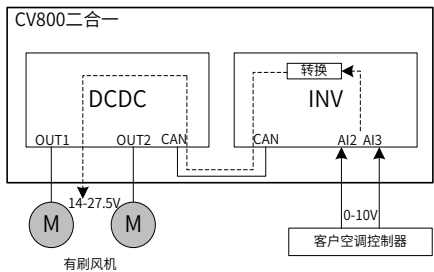 CV800二合一
转换
DCDC
INV
OUT1
OUT2
CAN
CAN
AI2
AI3
14-27.5V
M
M
0-10V
客户空调控制器
有刷风机